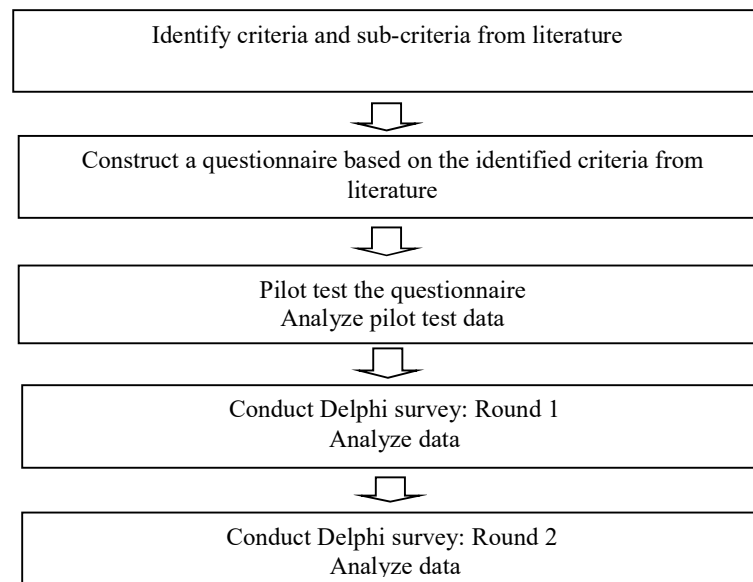 Identify criteria and sub-criteria from literature
Construct a questionnaire based on the identified criteria from
literature
Pilot test the questionnaire
Analyze pilot test data
Conduct Delphi survey: Round 1
Analyze data
Conduct Delphi survey: Round 2
Analyze data